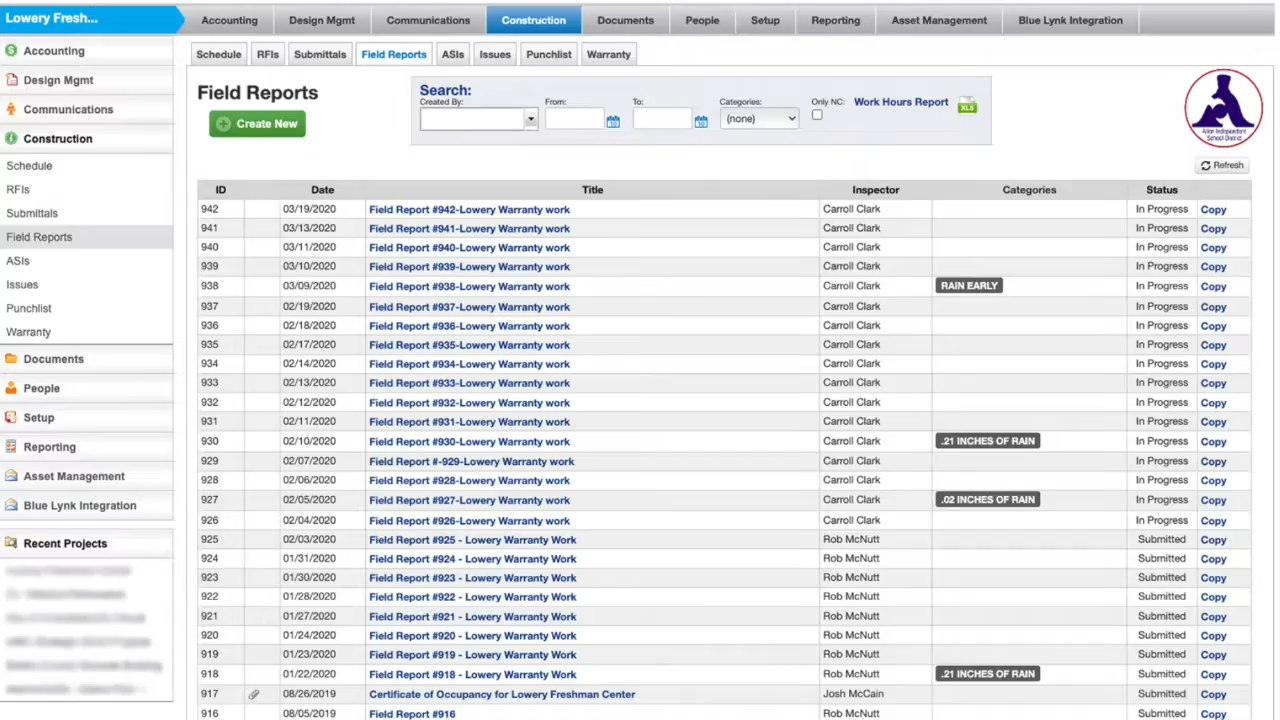 Lowery Fresh...
Accounting Design Mgmt Communications Construction Documents People Setup Reporting Asset Management Blue Lynk Integration
Accounting
Design Mgmt
Communications
Construction
Schedule
RFIs
Submittals
Field Reports
ASIs
Issues
Punchlist
Warranty
Documents
People
Setup
Reporting
Asset Management
Blue Lynk Integration
Recent Projects
Schedule RFIs Submittals Field Reports ASIs Issues Punchlist Warranty
Field Reports
Create New
Search:
Created By: From: To: Categories: Only NC: Work Hours Report XLS
(none)
Allen Independent
School District
Refresh
ID Date Title Inspector Categories Status
942 03/19/2020 Field Report #942-Lowery Warranty work Carroll Clark In Progress Copy
941 03/13/2020 Field Report #941-Lowery Warranty work Carroll Clark In Progress Copy
940 03/11/2020 Field Report #940-Lowery Warranty work Carroll Clark In Progress Copy
939 03/10/2020 Field Report #939-Lowery Warranty work Carroll Clark In Progress Copy
938 03/09/2020 Field Report #938-Lowery Warranty work Carroll Clark RAIN EARLY In Progress Copy
937 02/19/2020 Field Report #937-Lowery Warranty work Carroll Clark In Progress Copy
936 02/18/2020 Field Report #936-Lowery Warranty work Carroll Clark In Progress Copy
935 02/17/2020 Field Report #935-Lowery Warranty work Carroll Clark In Progress Copy
934 02/14/2020 Field Report #934-Lowery Warranty work Carroll Clark In Progress Copy
933 02/13/2020 Field Report #933-Lowery Warranty work Carroll Clark In Progress Copy
932 02/12/2020 Field Report #932-Lowery Warranty work Carroll Clark In Progress Copy
931 02/11/2020 Field Report #931-Lowery Warranty work Carroll Clark In Progress Copy
930 02/10/2020 Field Report #930-Lowery Warranty work Carroll Clark .21 INCHES OF RAIN In Progress Copy
929 02/07/2020 Field Report #-929-Lowery Warranty work Carroll Clark In Progress Copy
928 02/06/2020 Field Report #928-Lowery Warranty work Carroll Clark In Progress Copy
927 02/05/2020 Field Report #927-Lowery Warranty work Carroll Clark .02 INCHES OF RAIN In Progress Copy
926 02/04/2020 Field Report #926-Lowery Warranty work Carroll Clark In Progress Copy
925 02/03/2020 Field Report #925 - Lowery Warranty Work Rob McNutt Submitted Copy
924 01/31/2020 Field Report #924 - Lowery Warranty Work Rob McNutt Submitted Copy
923 01/30/2020 Field Report #923 - Lowery Warranty Work Rob McNutt Submitted Copy
922 01/28/2020 Field Report #922 - Lowery Warranty Work Rob McNutt Submitted Copy
921 01/27/2020 Field Report #921 - Lowery Warranty Work Rob McNutt Submitted Copy
920 01/24/2020 Field Report #920 - Lowery Warranty Work Rob McNutt Submitted Copy
919 01/23/2020 Field Report #919 - Lowery Warranty Work Rob McNutt Submitted Copy
918 01/22/2020 Field Report #918 - Lowery Warranty Work Rob McNutt .21 INCHES OF RAIN Submitted Copy
917 08/26/2019 Certificate of Occupancy for Lowery Freshman Center Josh McCain Submitted Copy
916 08/05/2019 Field Report #916 Rob McNutt Submitted Copy